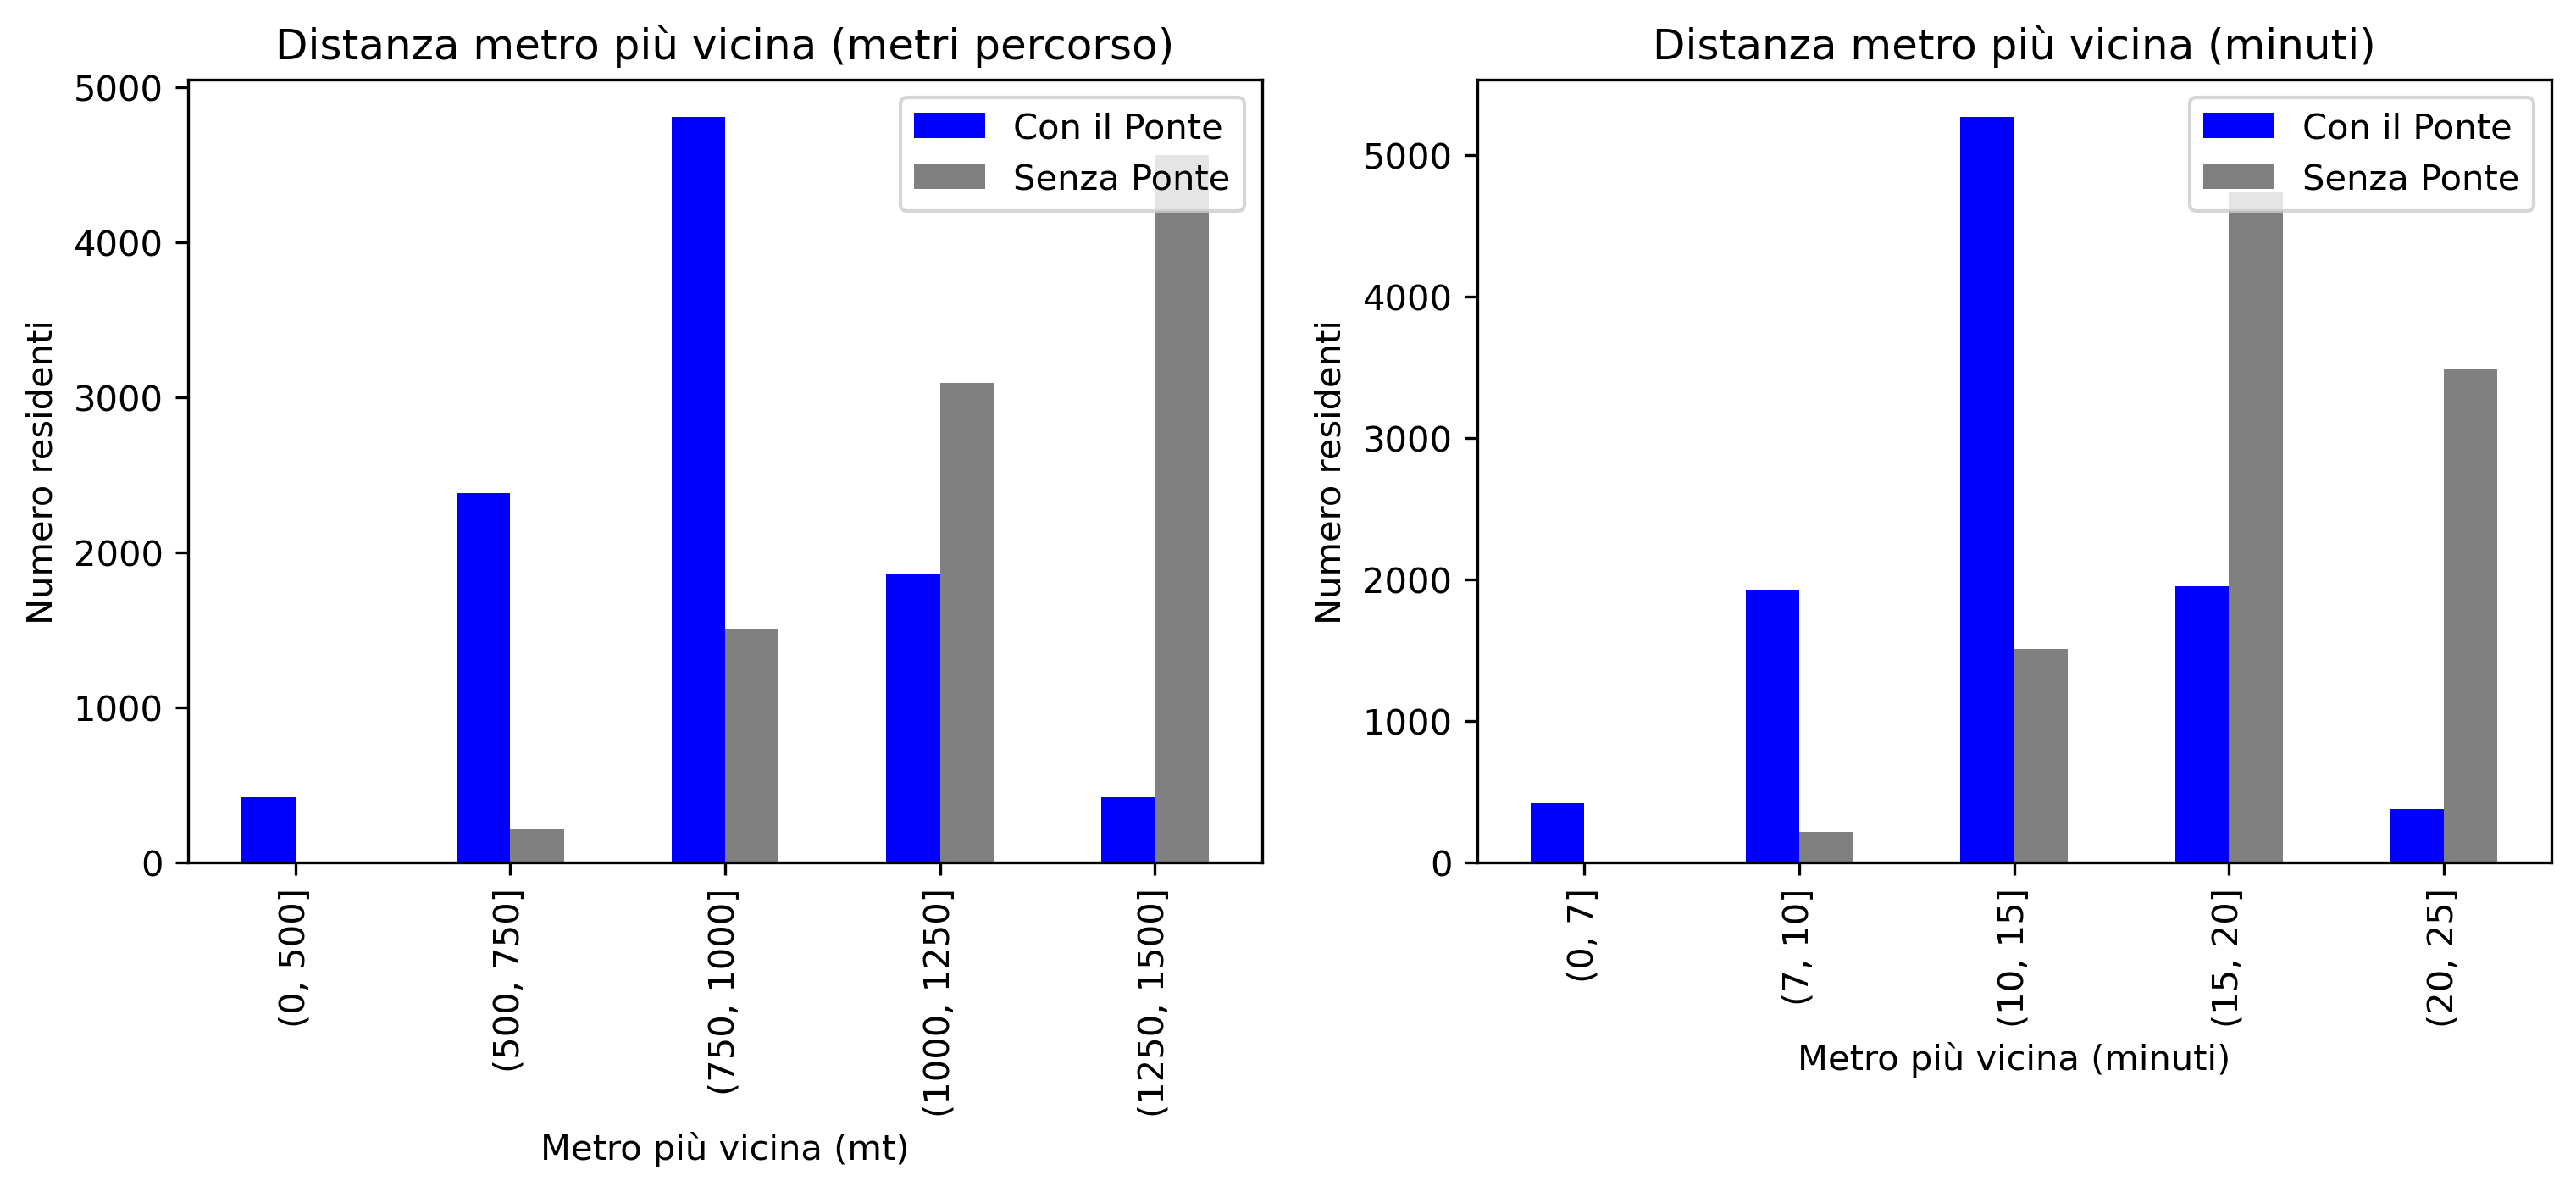 Distanza metro più vicina (metri percorso)
5000
4000
3000
2000
1000
0
Numero residenti
Con il Ponte
Senza Ponte
(0, 500]
(500, 750]
(750, 1000]
(1000, 1250]
(1250, 1500]
Metro più vicina (mt)
Distanza metro più vicina (minuti)
5000
4000
3000
2000
1000
0
Numero residenti
Con il Ponte
Senza Ponte
(0, 7]
(7, 10]
(10, 15]
(15, 20]
(20, 25]
Metro più vicina (minuti)